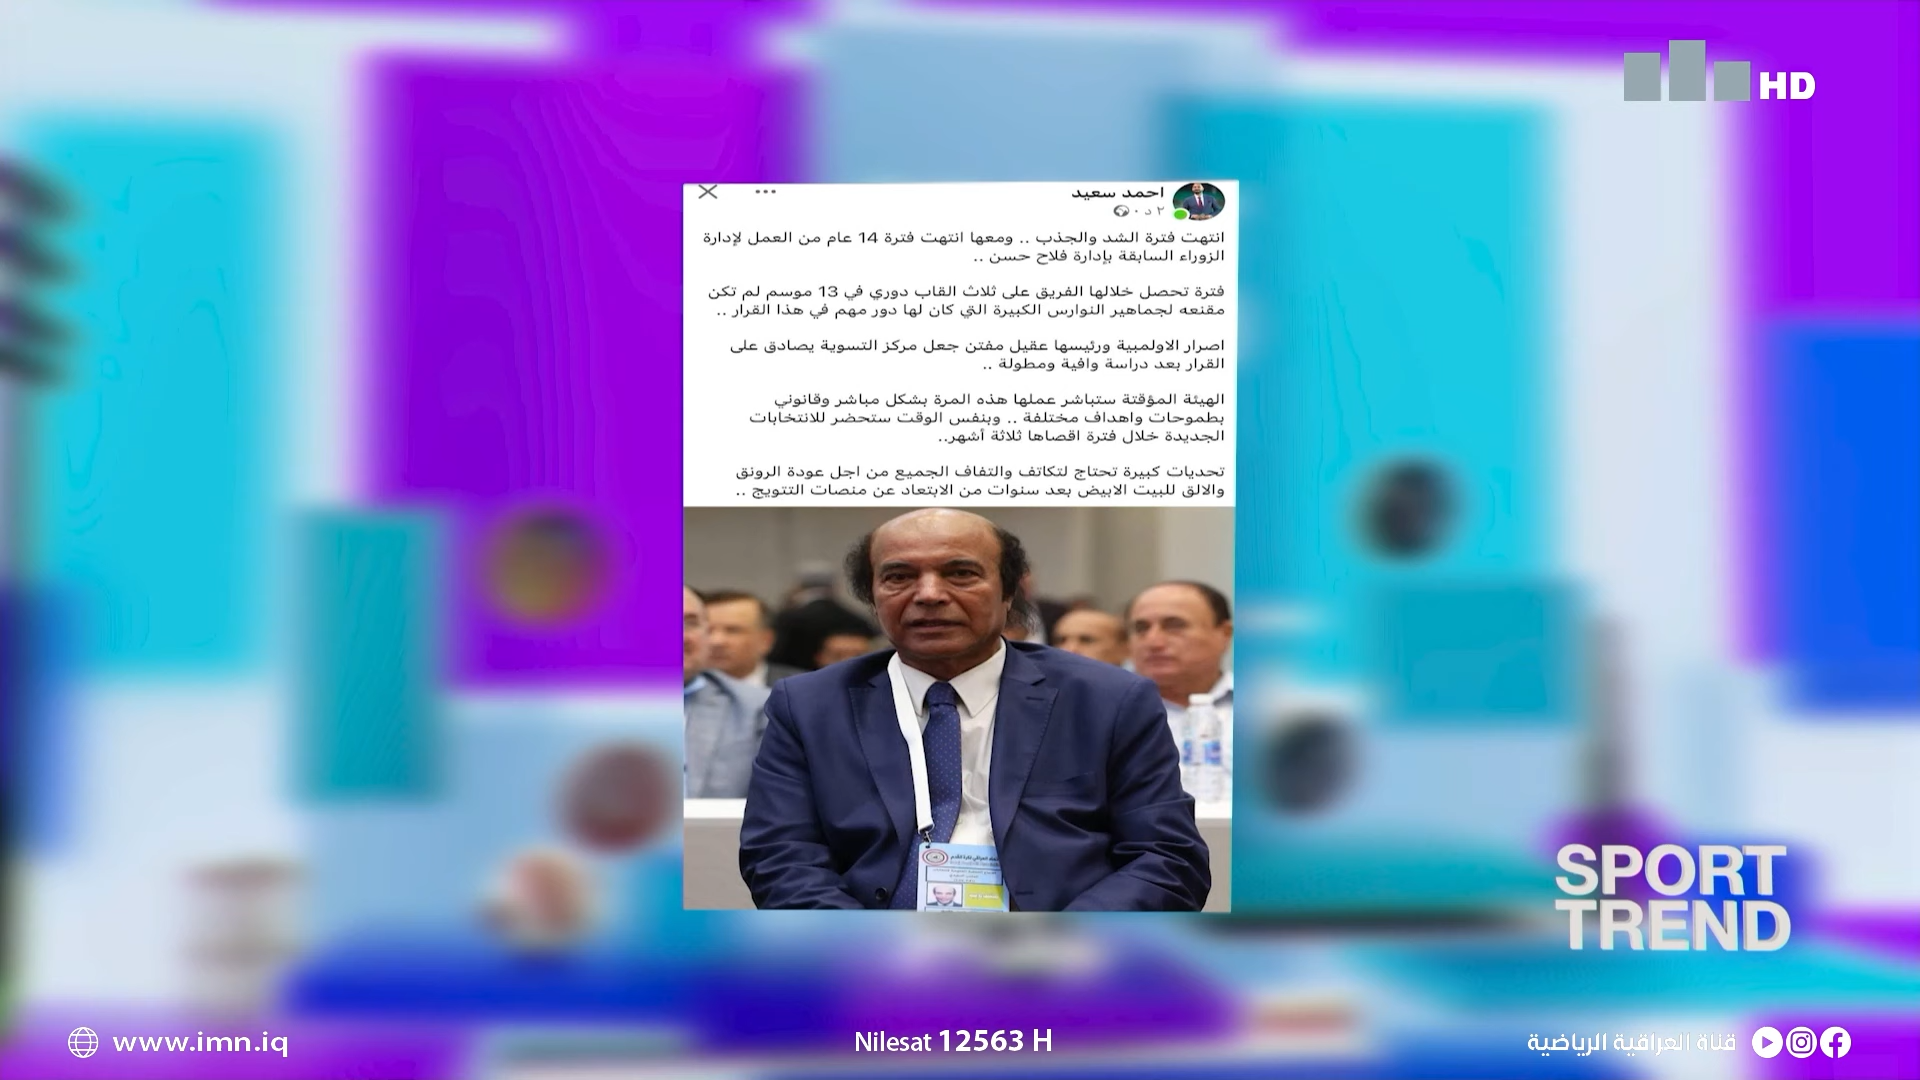 HD
احمد سعيد
٢ د ·
انتهت فترة الشد والجذب .. ومعها انتهت فترة 14 عام من العمل لإدارة
الزوراء السابقة بإدارة فلاح حسن ..
فترة تحصل خلالها الفريق على ثلاث القاب دوري في 13 موسم لم تكن
مقنعه لجماهير النوارس الكبيرة التي كان لها دور مهم في هذا القرار ..
اصرار الاولمبية ورئيسها عقيل مفتن جعل مركز التسوية يصادق على
القرار بعد دراسة وافية ومطولة ..
الهيئة المؤقتة ستباشر عملها هذه المرة بشكل مباشر وقانوني
بطموحات واهداف مختلفة .. وبنفس الوقت ستحضر للانتخابات
الجديدة خلال فترة اقصاها ثلاثة أشهر..
تحديات كبيرة تحتاج لتكاتف والتفاف الجميع من اجل عودة الرونق
والالق للبيت الابيض بعد سنوات من الابتعاد عن منصات التتويج ..
SPORT
TREND
www.imn.iq
Nilesat 12563 H
قناة العراقية الرياضية